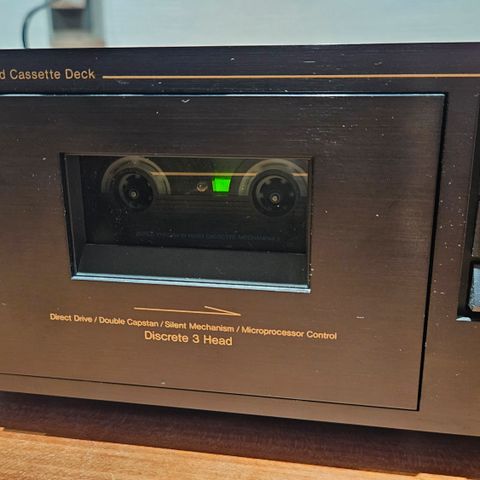 d Cassette Deck
Direct Drive / Double Capstan / Silent Mechanism / Microprocessor Control
Discrete 3 Head